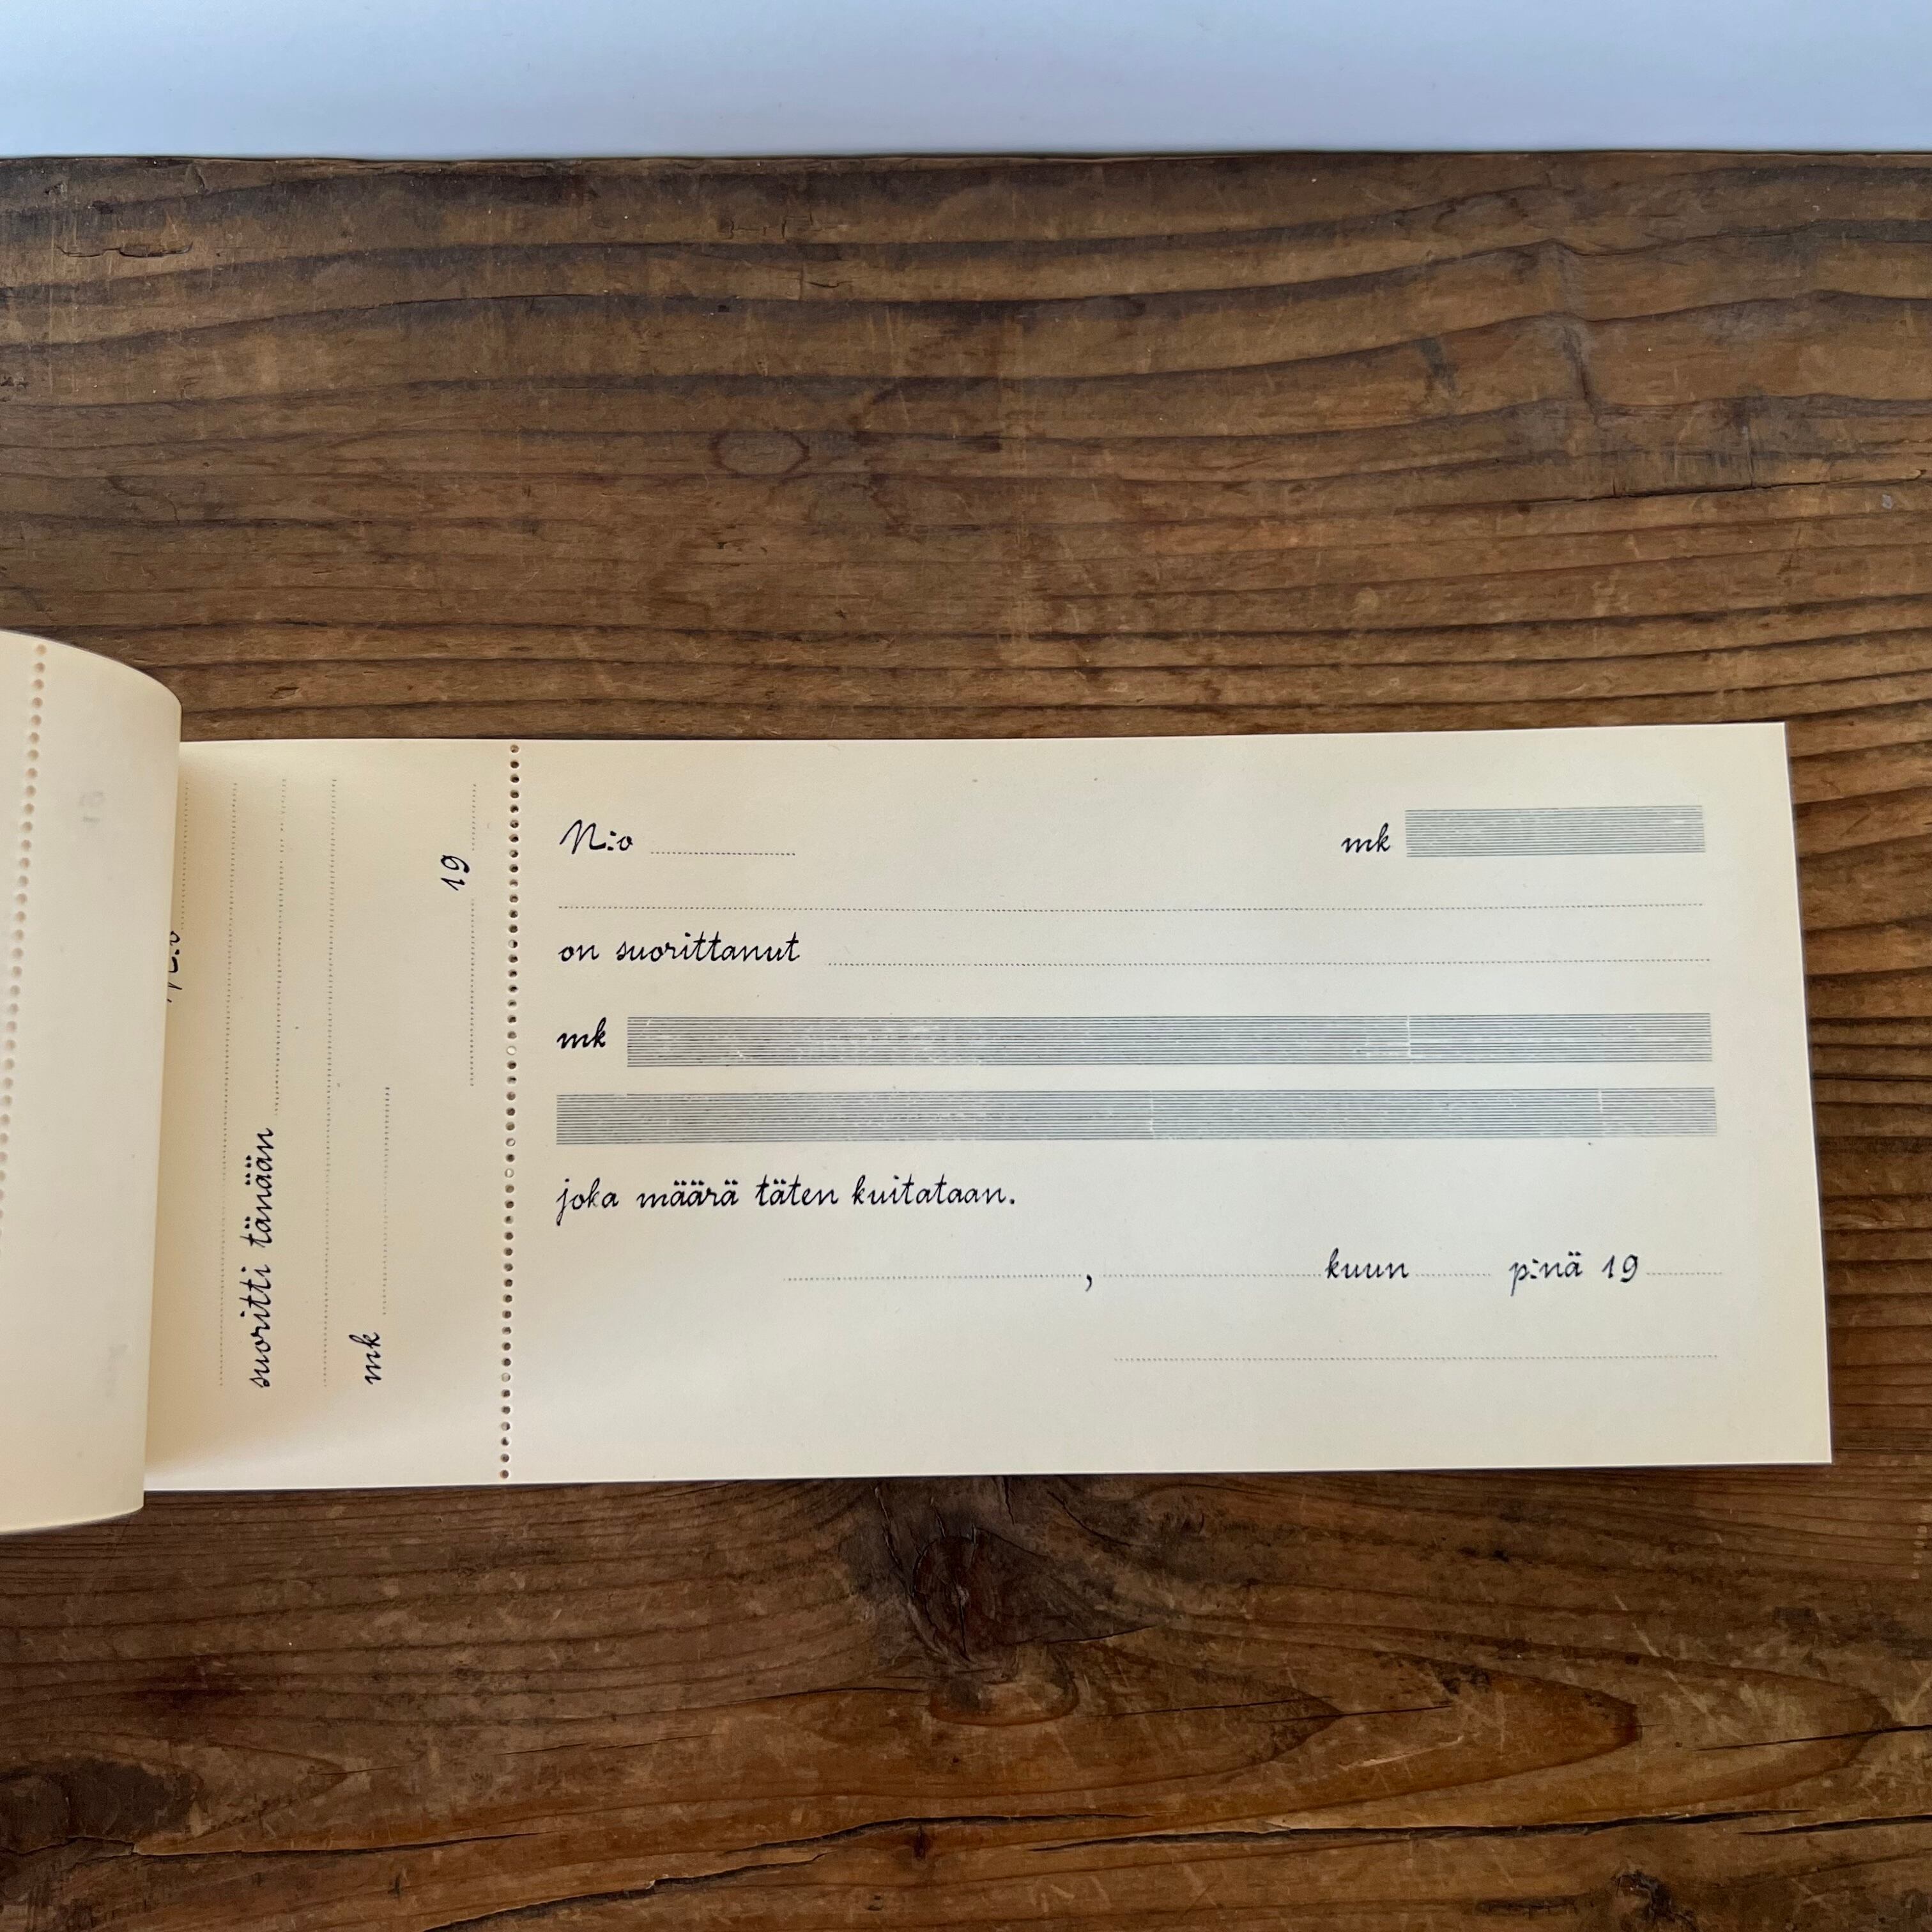 N:o
suoritti tänään
mk
19
N:o mk
on suorittanut
mk
joka määrä täten kuitataan.
, kuun p:nä 19